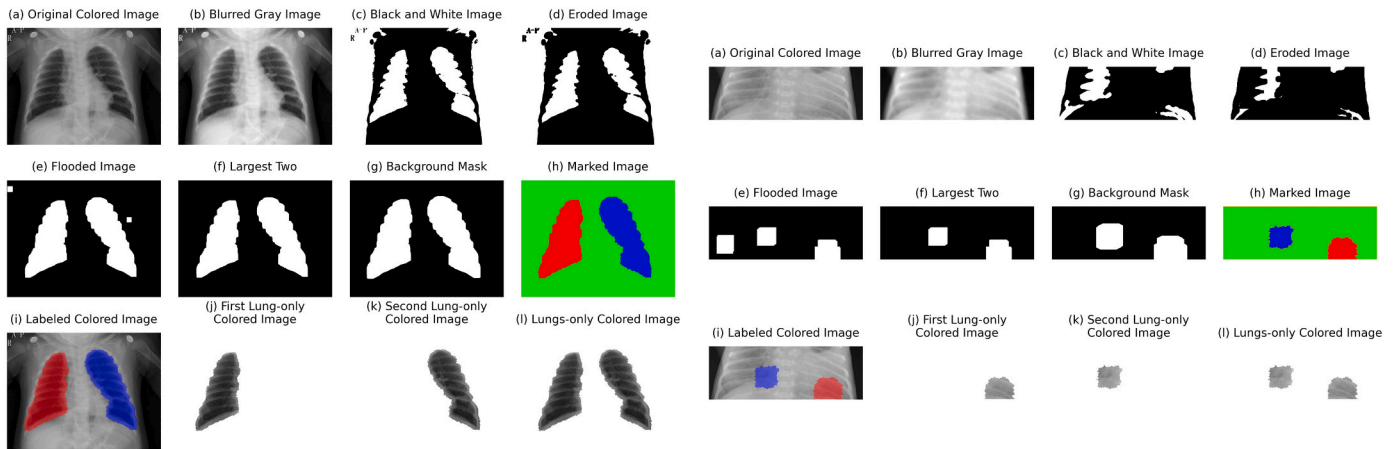 (a) Original Colored Image
(b) Blurred Gray Image
(c) Black and White Image
(d) Eroded Image
A-P
R
A-P
R
A-P
R
A-P
R
(e) Flooded Image
(f) Largest Two
(g) Background Mask
(h) Marked Image
(i) Labeled Colored Image
(j) First Lung-only
Colored Image
(k) Second Lung-only
Colored Image
(l) Lungs-only Colored Image
A-P
R
(a) Original Colored Image
(b) Blurred Gray Image
(c) Black and White Image
(d) Eroded Image
(e) Flooded Image
(f) Largest Two
(g) Background Mask
(h) Marked Image
(i) Labeled Colored Image
(j) First Lung-only
Colored Image
(k) Second Lung-only
Colored Image
(l) Lungs-only Colored Image